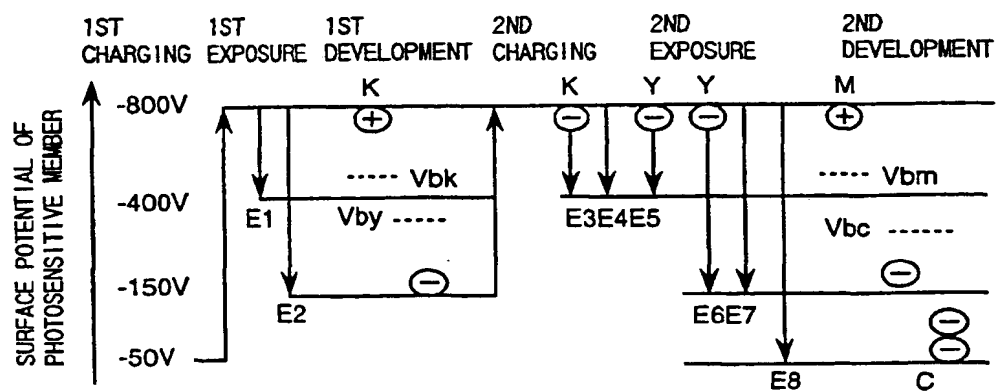 1ST CHARGING
1ST EXPOSURE
1ST DEVELOPMENT
2ND CHARGING
2ND EXPOSURE
2ND DEVELOPMENT
SURFACE POTENTIAL OF
PHOTOSENSITIVE MEMBER
K K Y Y M
-800V + - - - +
Vbk Vbm
-400V
E1 Vby E3E4E5 Vbc
-150V - -
E2 E6E7
-
-
-50V
E8 C